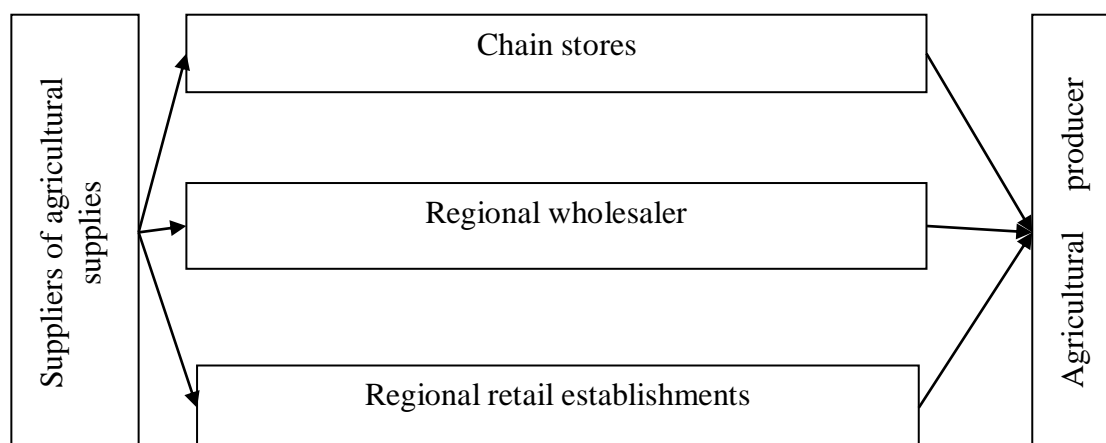 Suppliers of agricultural
supplies
Chain stores
Regional wholesaler
Regional retail establishments
Agricultural producer